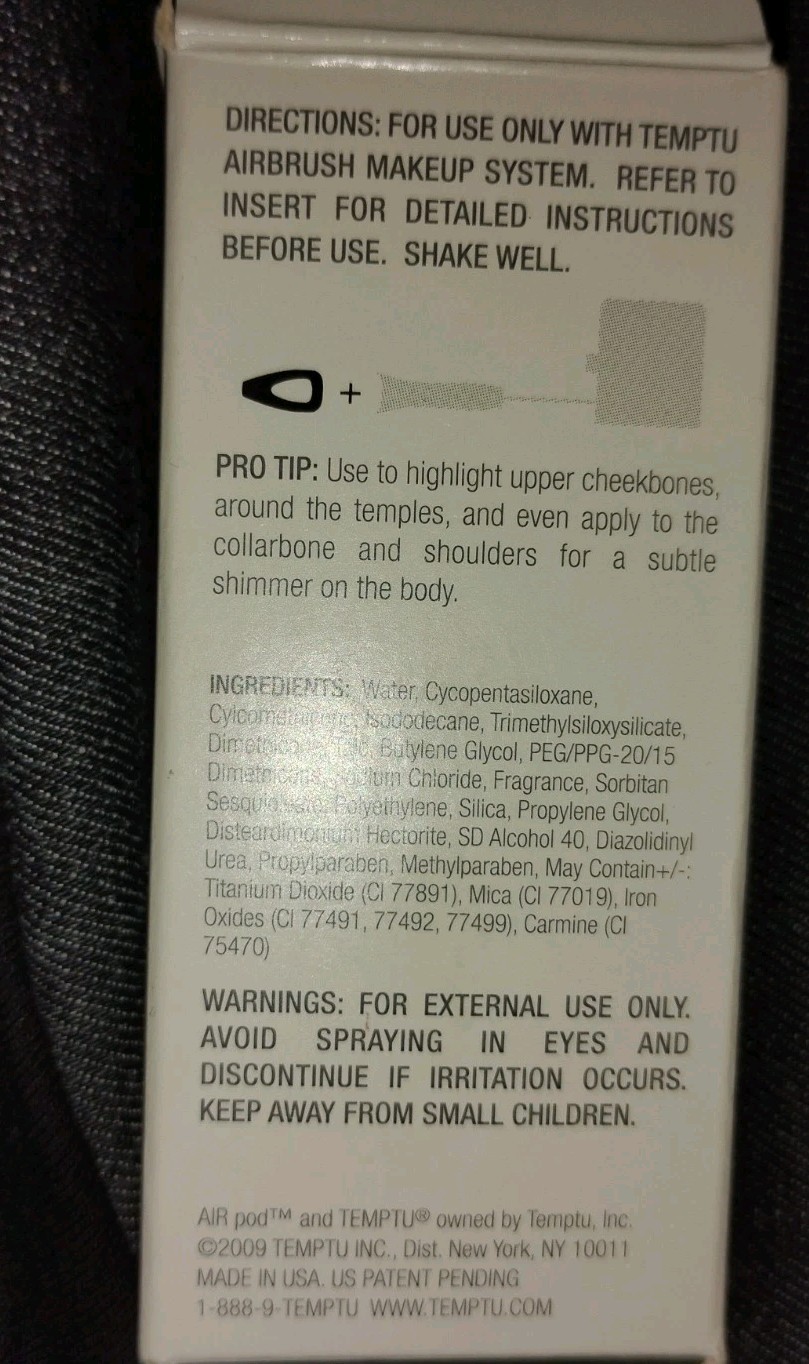 DIRECTIONS: FOR USE ONLY WITH TEMPTU
AIRBRUSH MAKEUP SYSTEM. REFER TO
INSERT FOR DETAILED INSTRUCTIONS
BEFORE USE. SHAKE WELL.
+
PRO TIP: Use to highlight upper cheekbones,
around the temples, and even apply to the
collarbone and shoulders for a subtle
shimmer on the body.
INGREDIENTS: Water, Cycopentasiloxane,
Isododecane, Trimethylsiloxysilicate,
Butylene Glycol, PEG/PPG-20/15
Chloride, Fragrance, Sorbitan
Polyethylene, Silica, Propylene Glycol,
Hectorite, SD Alcohol 40, Diazolidinyl
Urea, Propylparaben, Methylparaben, May Contain+/-:
Titanium Dioxide (CI 77891), Mica (CI 77019), Iron
Oxides (CI 77491, 77492, 77499), Carmine (CI
75470)
WARNINGS: FOR EXTERNAL USE ONLY.
AVOID SPRAYING IN EYES AND
DISCONTINUE IF IRRITATION OCCURS.
KEEP AWAY FROM SMALL CHILDREN.
AIR pod™ and TEMPTU® owned by Temptu, Inc.
©2009 TEMPTU INC., Dist. New York, NY 10011
MADE IN USA. US PATENT PENDING
1-888-9-TEMPTU WWW.TEMPTU.COM